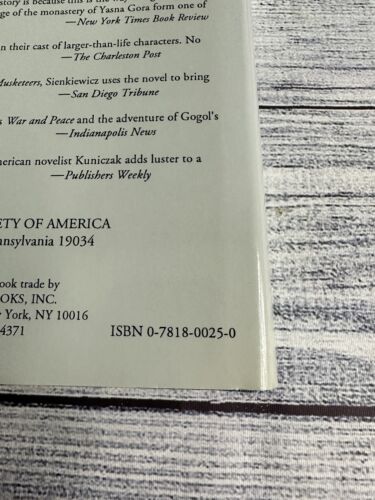 story is because this is the
ge of the monastery of Yasna Gora form one of
—New York Times Book Review
n their cast of larger-than-life characters. No
—The Charleston Post
Musketeers, Sienkiewicz uses the novel to bring
—San Diego Tribune
s War and Peace and the adventure of Gogol's
—Indianapolis News
merican novelist Kuniczak adds luster to a
—Publishers Weekly
ETY OF AMERICA
nnsylvania 19034
ook trade by
OKS, INC.
York, NY 10016
4371 ISBN 0-7818-0025-0